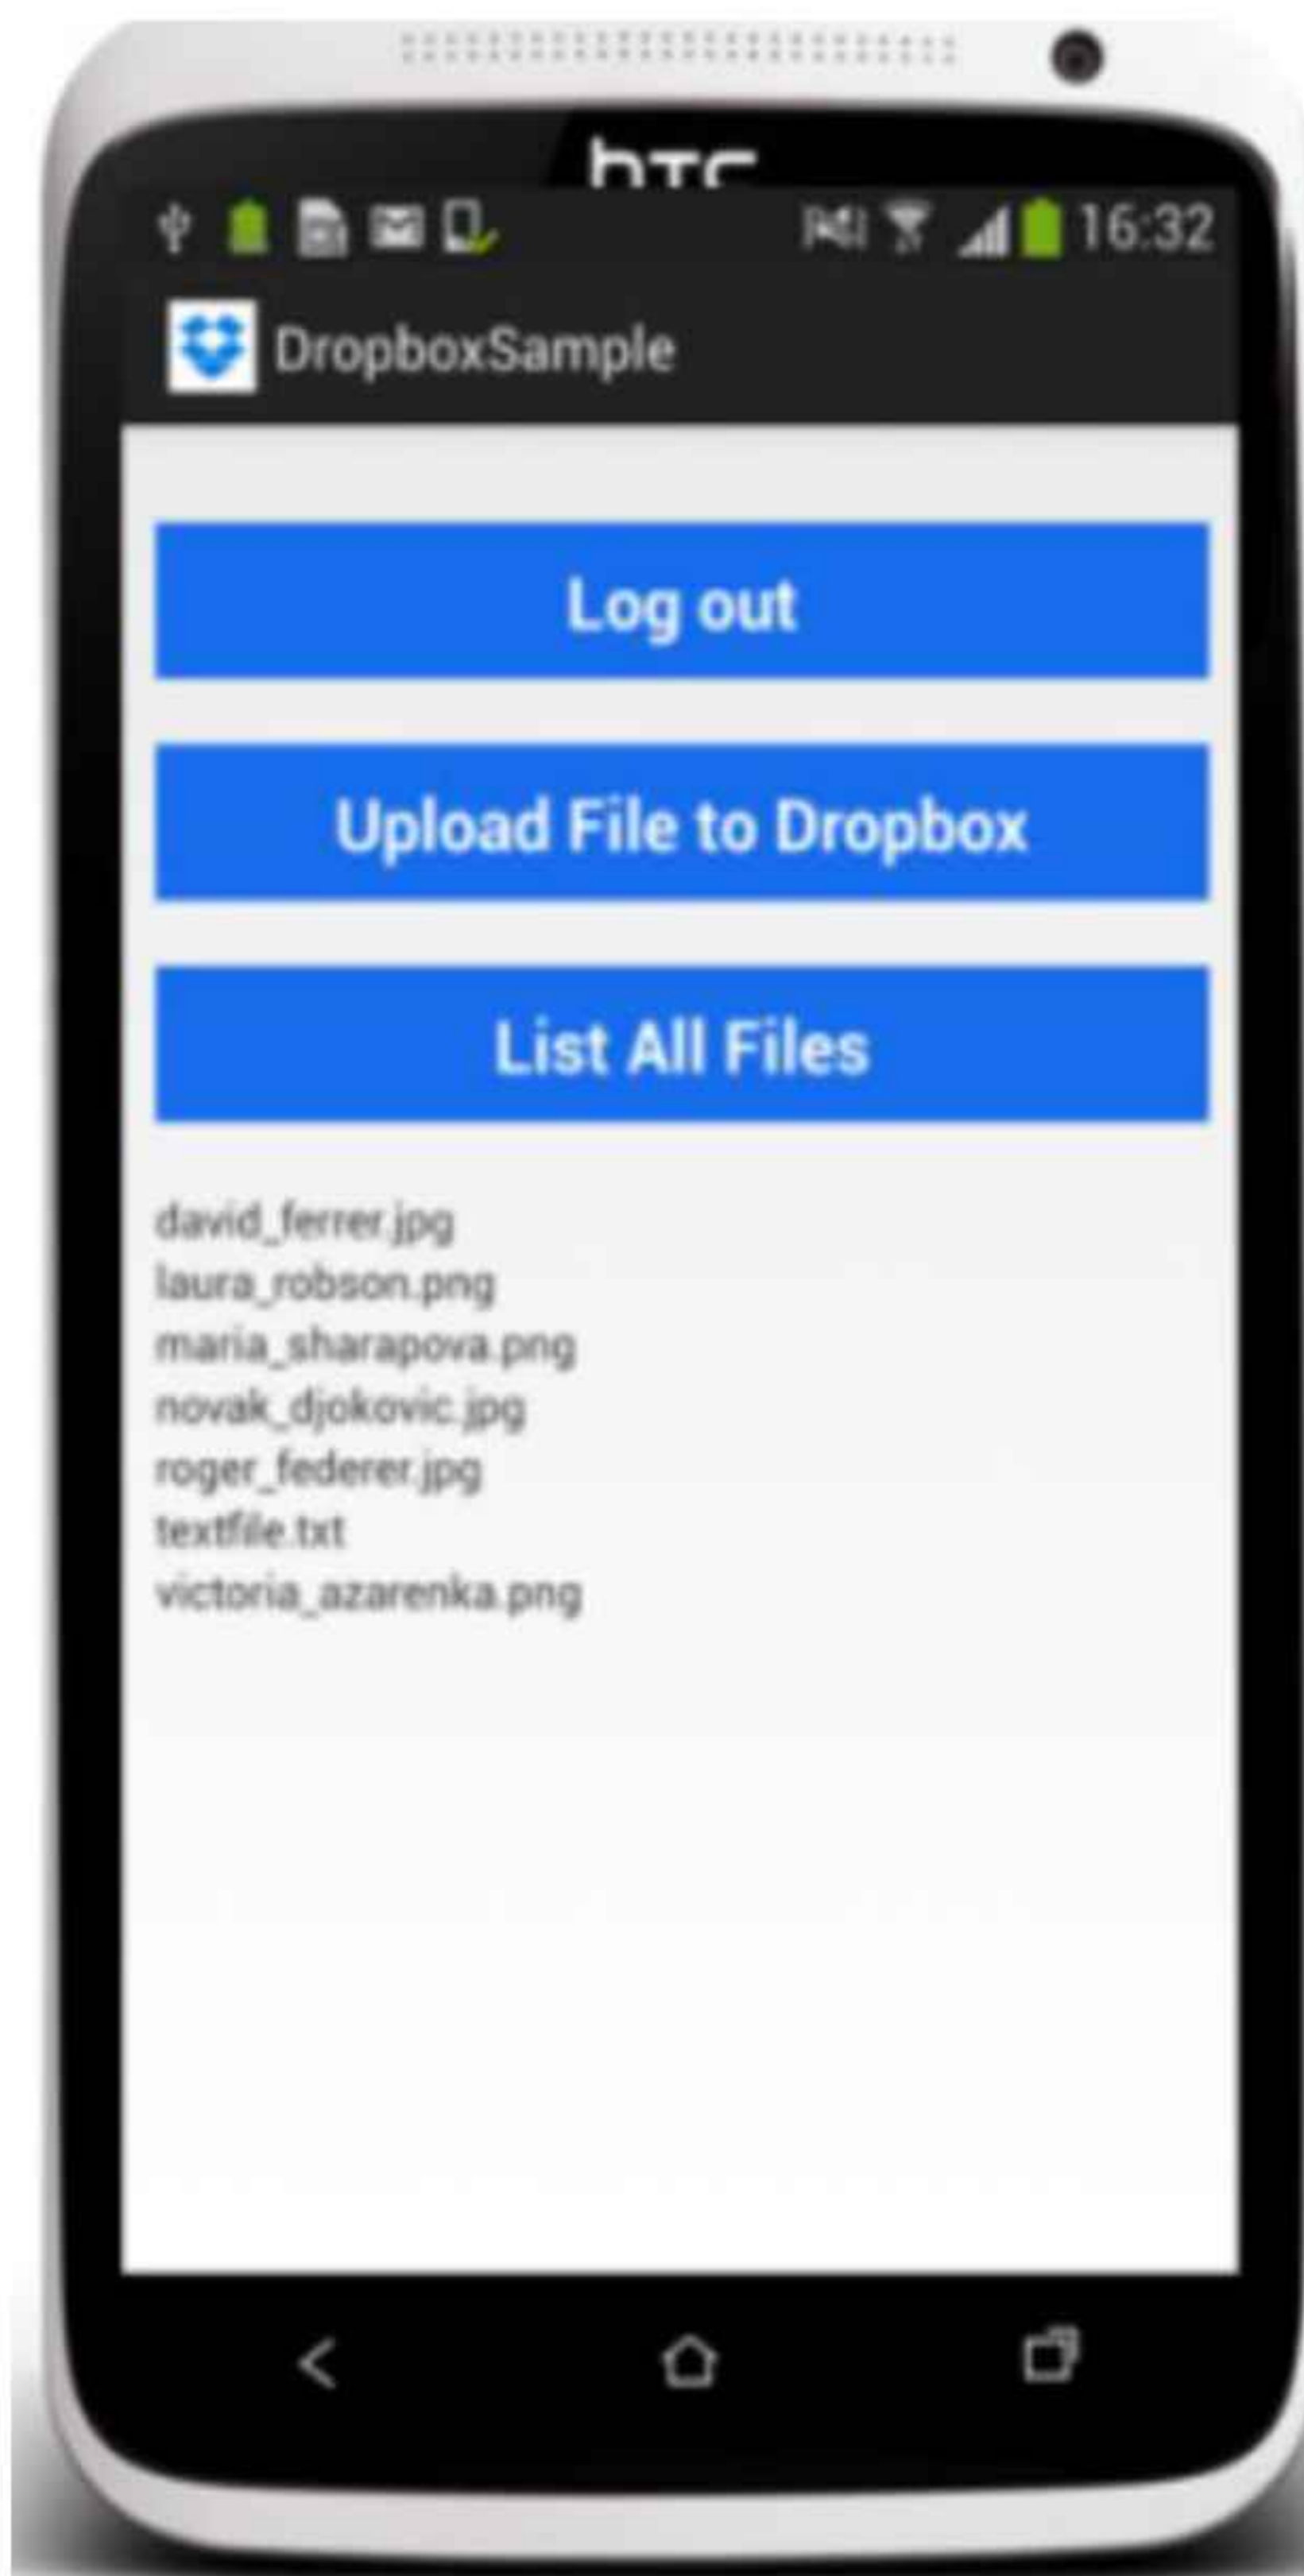 hTC
16:32
DropboxSample
Log out
Upload File to Dropbox
List All Files
david_ferrer.jpg
laura_robson.png
maria_sharapova.png
novak_djokovic.jpg
roger_federer.jpg
textfile.txt
victoria_azarenka.png